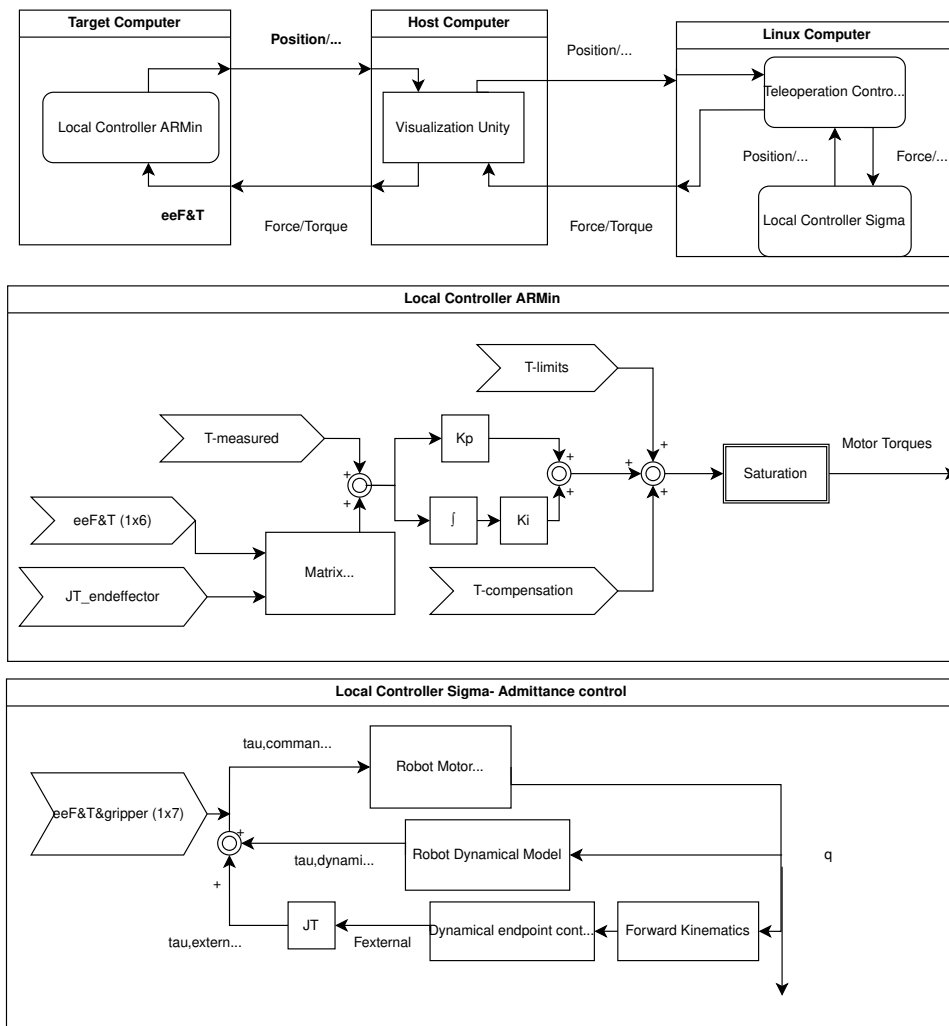 Target Computer
Host Computer
Linux Computer
Position/...
Position/...
Local Controller ARMin
Visualization Unity
Teleoperation Contro...
Position/...
Force/...
eeF&T
Force/Torque
Force/Torque
Local Controller Sigma
Local Controller ARMin
T-limits
T-measured
Kp
+
+
+
+
+
Motor Torques
Saturation
eeF&T (1x6)
+
∫
Ki
+
+
Matrix...
JT_endeffector
T-compensation
Local Controller Sigma- Admittance control
tau,comman...
Robot Motor...
eeF&T&gripper (1x7)
+
tau,dynami...
Robot Dynamical Model
q
+
tau,extern...
JT
Fexternal
Dynamical endpoint cont...
Forward Kinematics